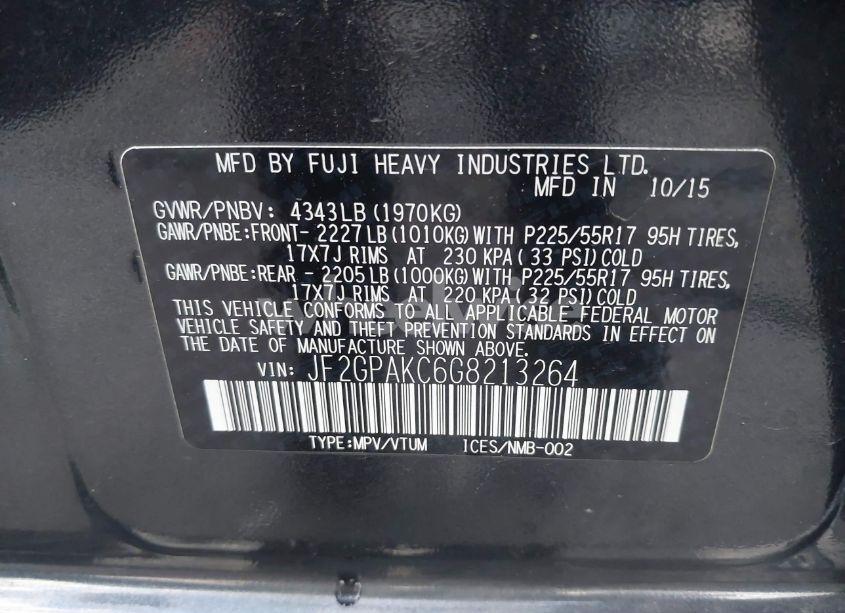 MFD BY FUJI HEAVY INDUSTRIES LTD.
MFD IN 10/15
GVWR/PNBV: 4343LB(1970KG)
GAWR/PNBE:FRONT-2227LB(1010KG)WITH P225/55R17 95H TIRES,
17X7J RIMS AT 230 KPA(33 PSI)COLD
GAWR/PNBE:REAR -2205LB(1000KG)WITH P225/55R17 95H TIRES,
17X7J RIMS AT 220 KPA(32 PSI)COLD
THIS VEHICLE CONFORMS TO ALL APPLICABLE FEDERAL MOTOR
VEHICLE SAFETY AND THEFT PREVENTION STANDARDS IN EFFECT ON
THE DATE OF MANUFACTURE SHOWN ABOVE.
VIN: JF2GPAKC6G8213264
TYPE:MPV/VTUM ICES/NMB-002